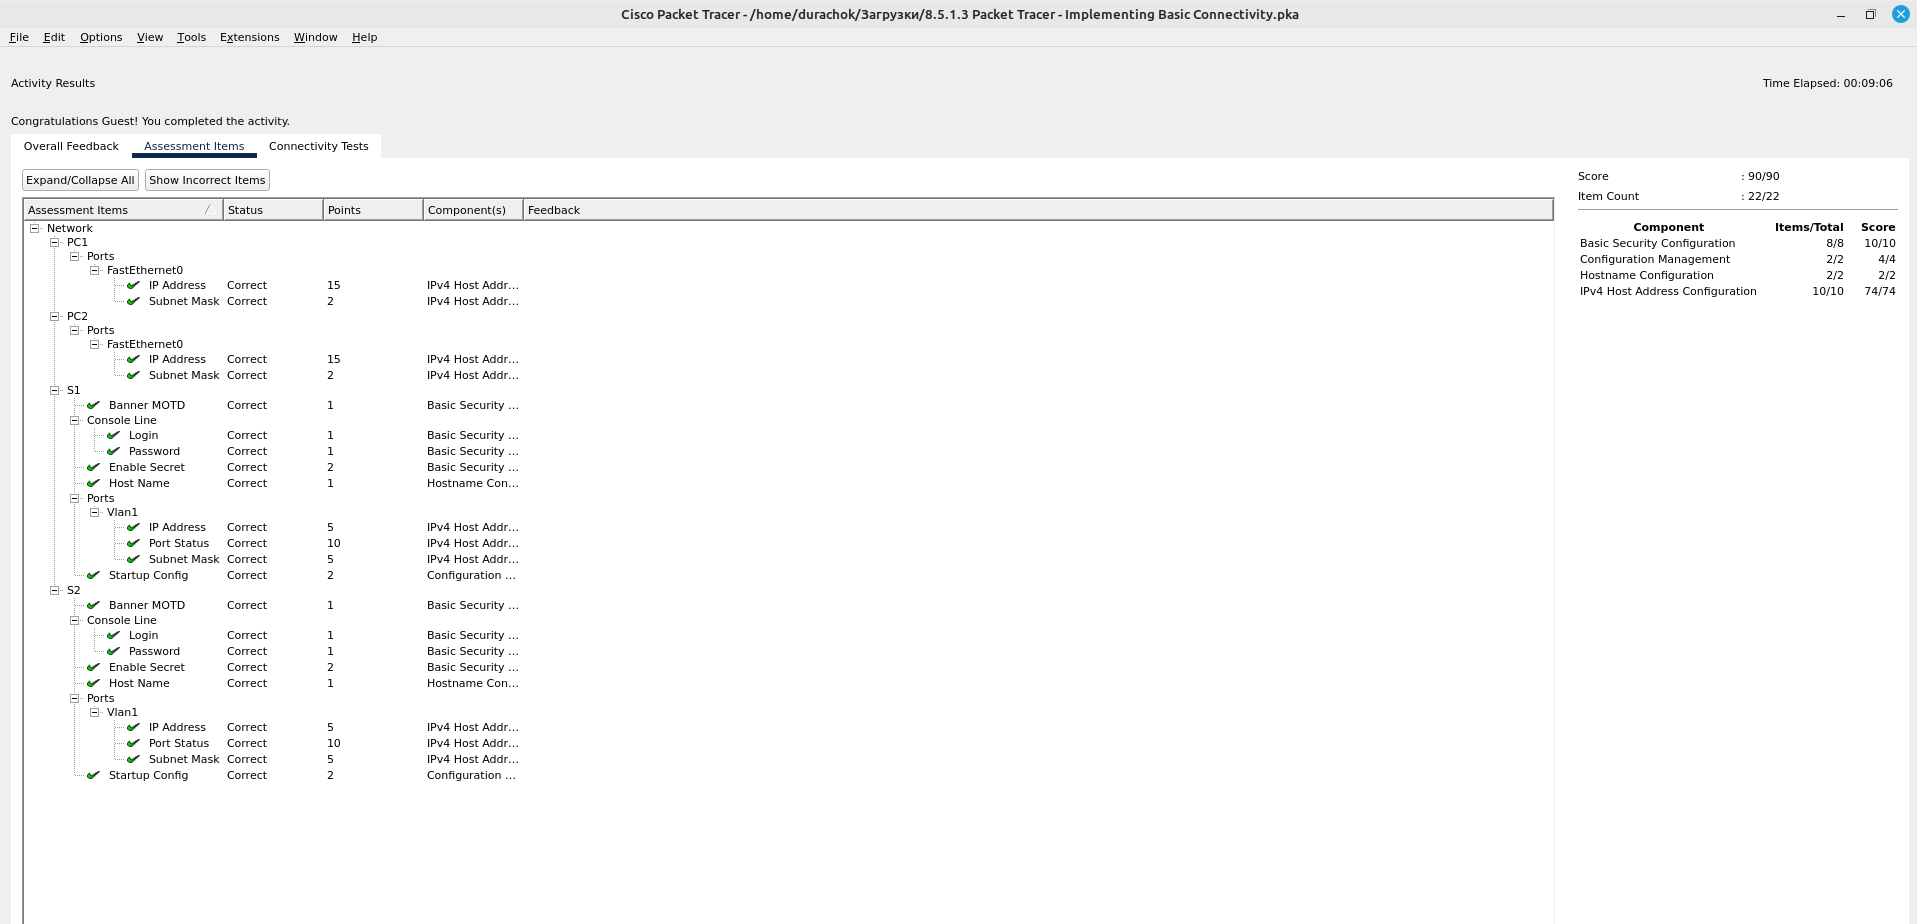 Cisco Packet Tracer - /home/durachok/Загрузки/8.5.1.3 Packet Tracer - Implementing Basic Connectivity.pka
File Edit Options View Tools Extensions Window Help
Activity Results
Time Elapsed: 00:09:06
Congratulations Guest! You completed the activity.
Overall Feedback Assessment Items Connectivity Tests
Expand/Collapse All Show Incorrect Items
Assessment Items Status Points Component(s) Feedback
Network
PC1
Ports
FastEthernet0
IP Address Correct 15 IPv4 Host Addr...
Subnet Mask Correct 2 IPv4 Host Addr...
PC2
Ports
FastEthernet0
IP Address Correct 15 IPv4 Host Addr...
Subnet Mask Correct 2 IPv4 Host Addr...
S1
Banner MOTD Correct 1 Basic Security ...
Console Line
Login Correct 1 Basic Security ...
Password Correct 1 Basic Security ...
Enable Secret Correct 2 Basic Security ...
Host Name Correct 1 Hostname Con...
Ports
Vlan1
IP Address Correct 5 IPv4 Host Addr...
Port Status Correct 10 IPv4 Host Addr...
Subnet Mask Correct 5 IPv4 Host Addr...
Startup Config Correct 2 Configuration ...
S2
Banner MOTD Correct 1 Basic Security ...
Console Line
Login Correct 1 Basic Security ...
Password Correct 1 Basic Security ...
Enable Secret Correct 2 Basic Security ...
Host Name Correct 1 Hostname Con...
Ports
Vlan1
IP Address Correct 5 IPv4 Host Addr...
Port Status Correct 10 IPv4 Host Addr...
Subnet Mask Correct 5 IPv4 Host Addr...
Startup Config Correct 2 Configuration ...
Score : 90/90
Item Count : 22/22
Component Items/Total Score
Basic Security Configuration 8/8 10/10
Configuration Management 2/2 4/4
Hostname Configuration 2/2 2/2
IPv4 Host Address Configuration 10/10 74/74